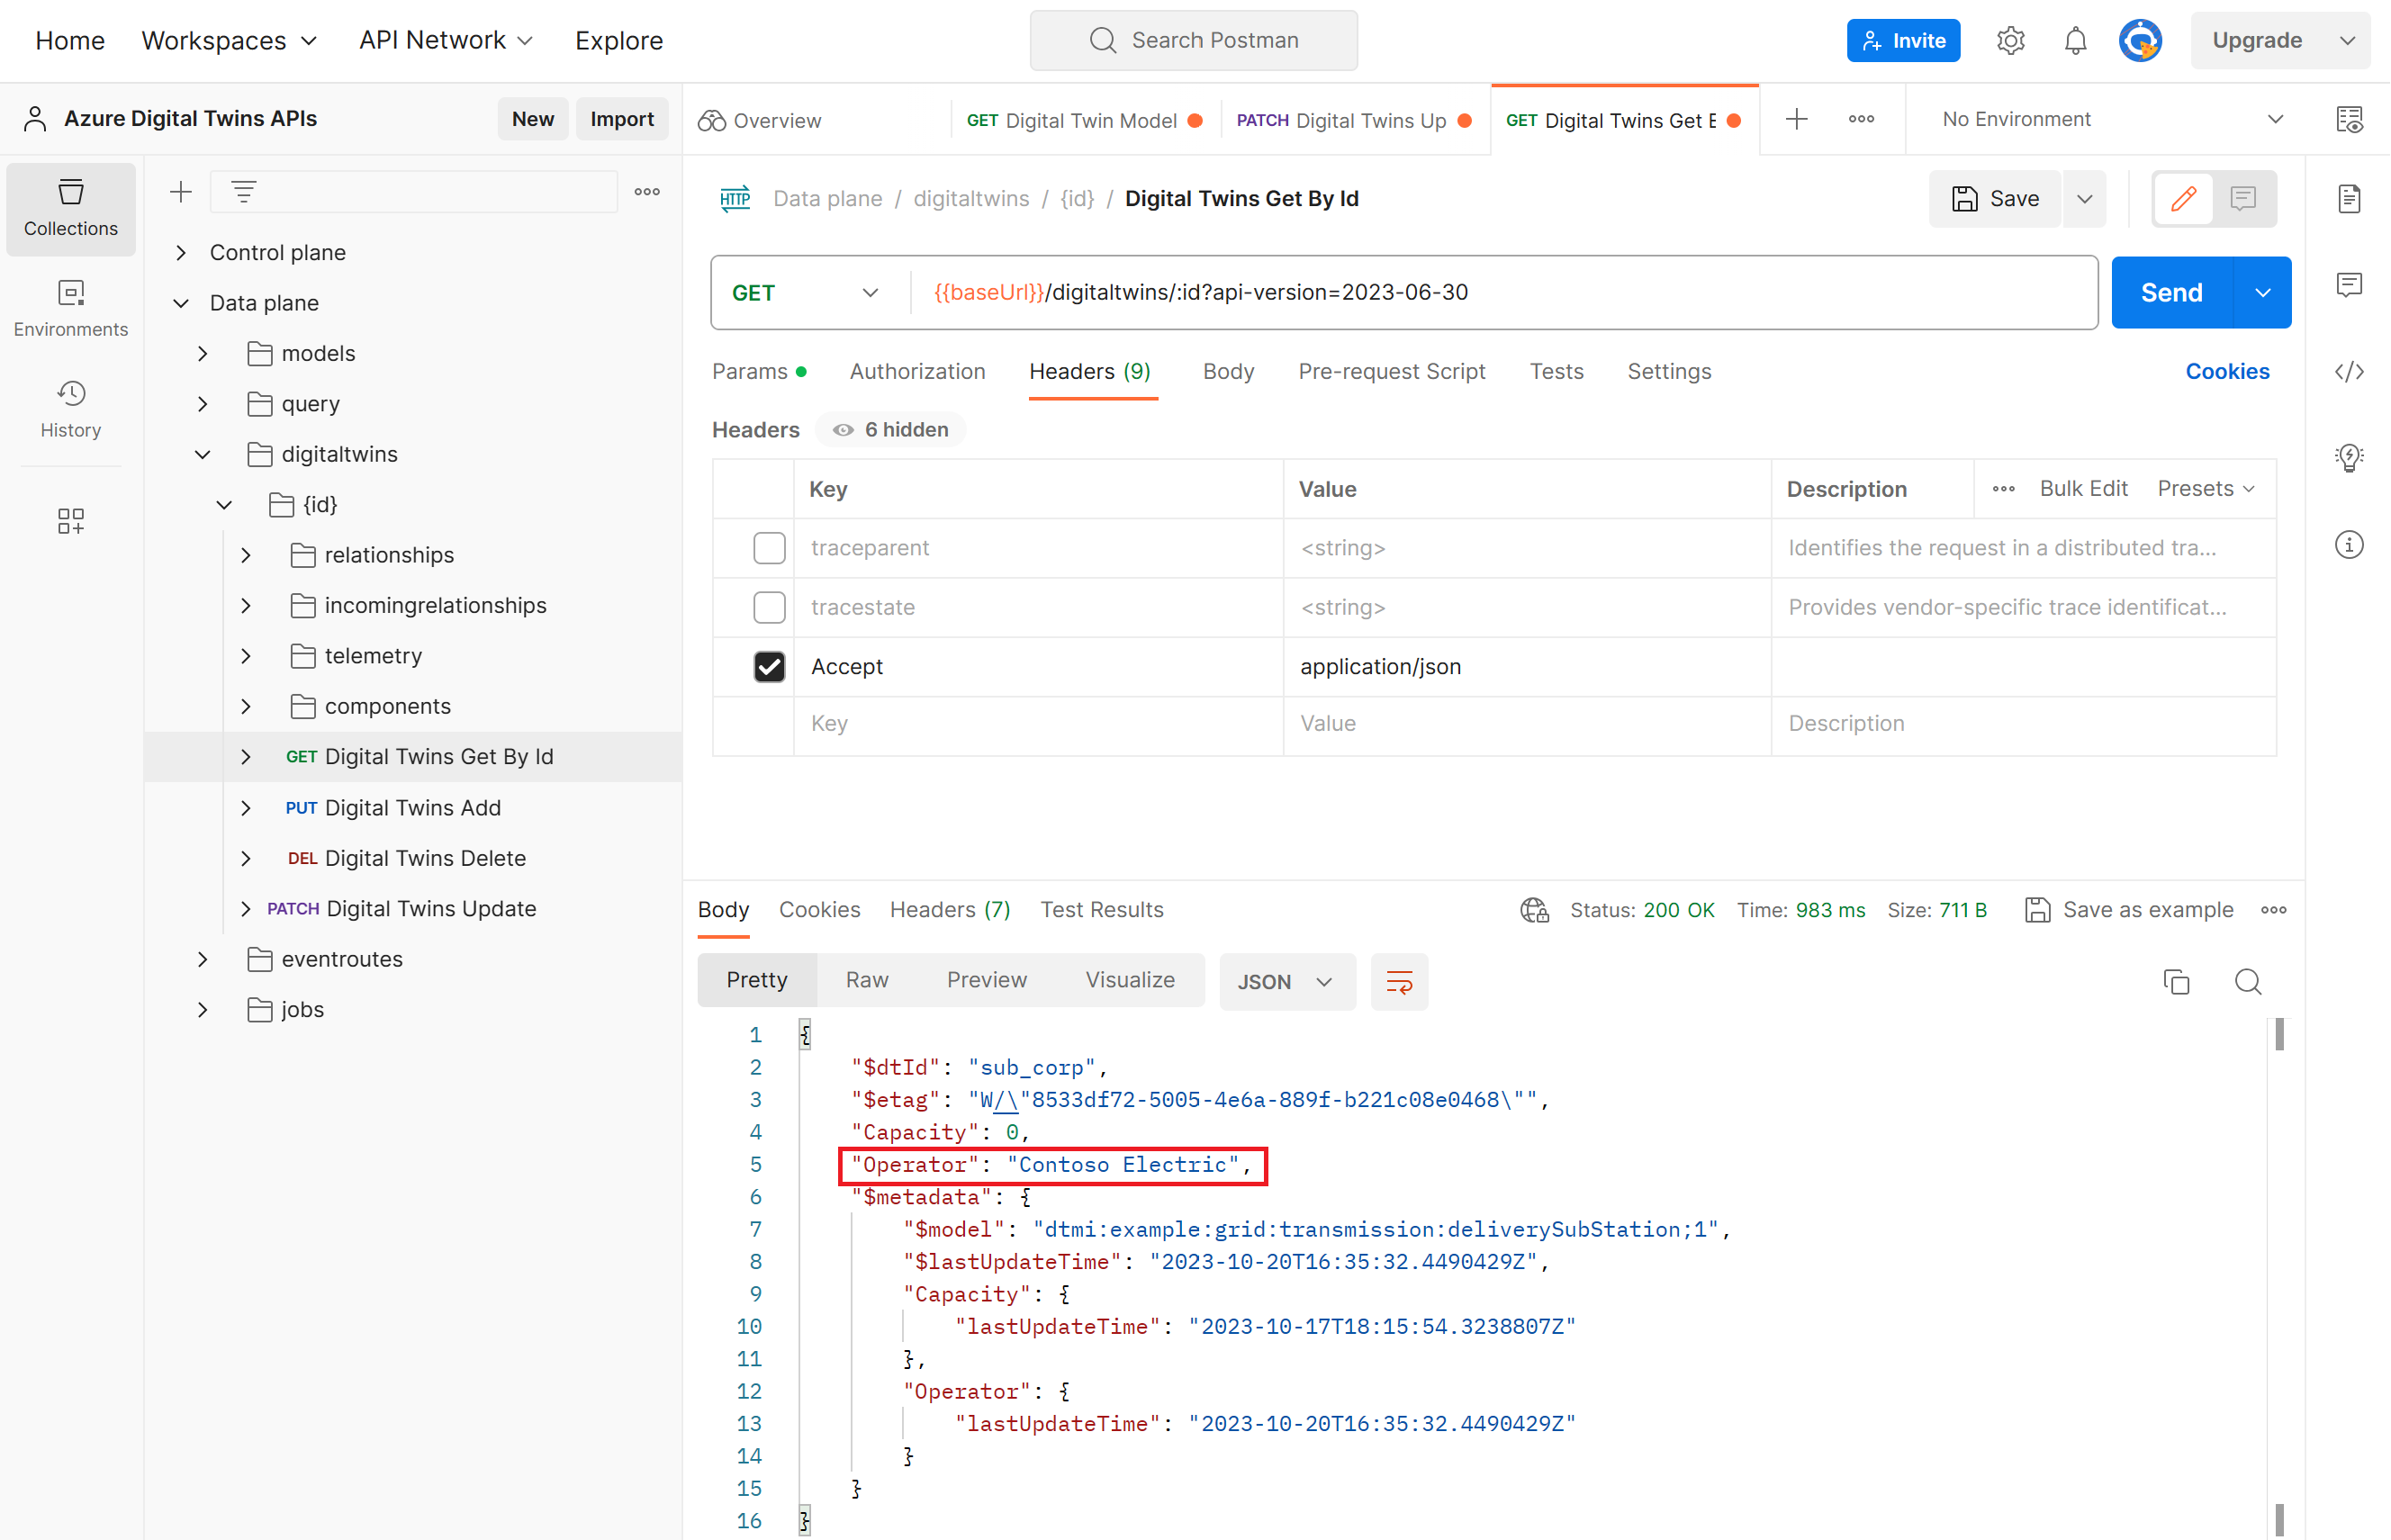 Home Workspaces API Network Explore Search Postman Invite Upgrade
Azure Digital Twins APIs New Import
Overview GET Digital Twin Model PATCH Digital Twins Up GET Digital Twins Get No Environment
Collections
Environments
History
Control plane
Data plane
models
query
digitaltwins
{id}
relationships
incomingrelationships
telemetry
components
GET Digital Twins Get By Id
PUT Digital Twins Add
DEL Digital Twins Delete
PATCH Digital Twins Update
eventroutes
jobs
HTTP Data plane / digitaltwins / {id} / Digital Twins Get By Id Save
GET {{baseUrl}}/digitaltwins/:id?api-version=2023-06-30 Send
Params Authorization Headers (9) Body Pre-request Script Tests Settings Cookies
Headers 6 hidden
Key Value Description Bulk Edit Presets
traceparent <string> Identifies the request in a distributed tra...
tracestate <string> Provides vendor-specific trace identificat...
Accept application/json
Key Value Description
Body Cookies Headers (7) Test Results Status: 200 OK Time: 983 ms Size: 711 B Save as example
Pretty Raw Preview Visualize JSON
1 {
2 "$dtId": "sub_corp",
3 "$etag": "W/\"8533df72-5005-4e6a-889f-b221c08e0468\"",
4 "Capacity": 0,
5 "Operator": "Contoso Electric",
6 "$metadata": {
7 "$model": "dtmi:example:grid:transmission:deliverySubStation;1",
8 "$lastUpdateTime": "2023-10-20T16:35:32.4490429Z",
9 "Capacity": {
10 "lastUpdateTime": "2023-10-17T18:15:54.3238807Z"
11 },
12 "Operator": {
13 "lastUpdateTime": "2023-10-20T16:35:32.4490429Z"
14 }
15 }
16 }